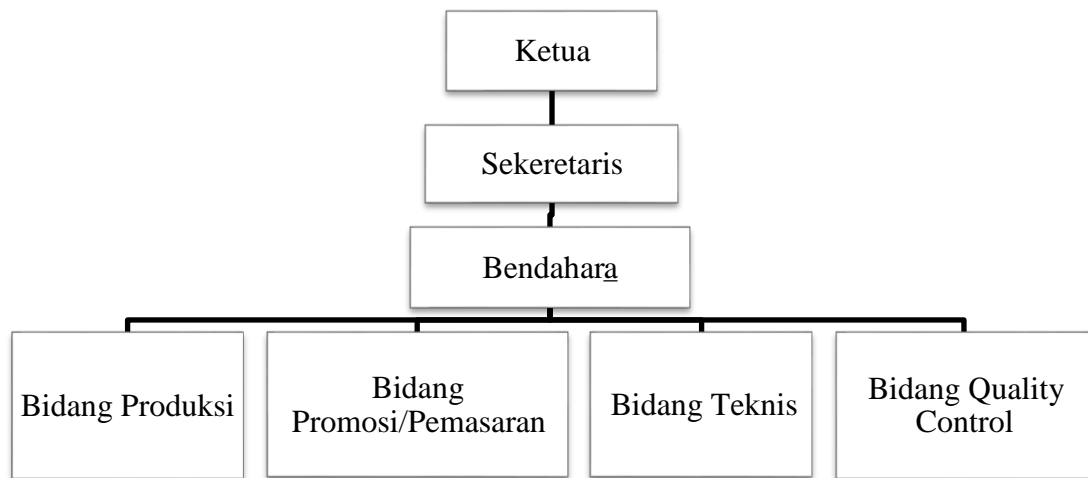 Ketua
Sekeretaris
Bendahara
Bidang Produksi
Bidang
Promosi/Pemasaran
Bidang Teknis
Bidang Quality
Control